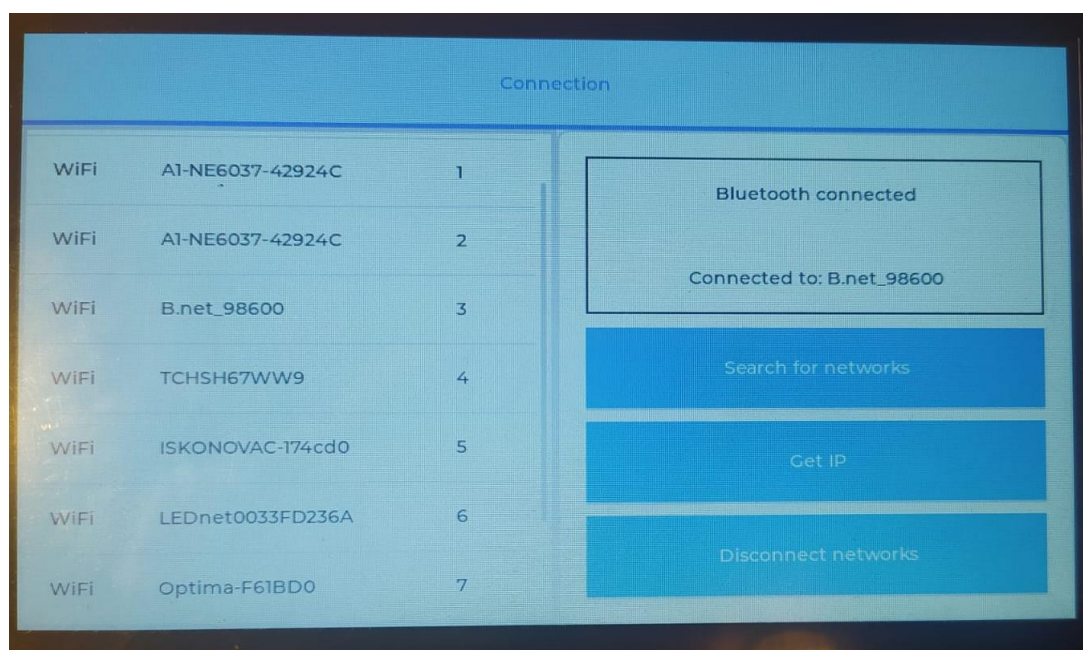 Connection
WiFi A1-NE6037-42924C 1
WiFi A1-NE6037-42924C 2
WiFi B.net_98600 3
WiFi TCHSH67WW9 4
WiFi ISKONOVAC-174cd0 5
WiFi LEDnet0033FD236A 6
WiFi Optima-F61BD0 7
Bluetooth connected
Connected to: B.net_98600
Search for networks
Get IP
Disconnect networks